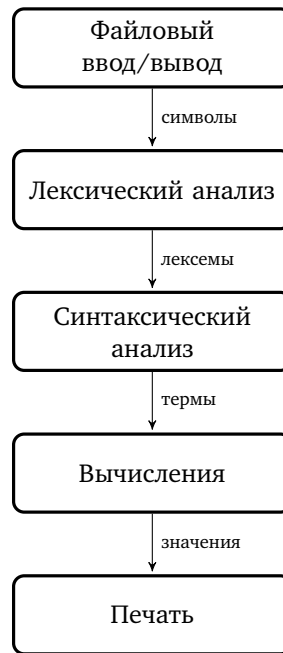 Файловый
ввод/вывод
символы
Лексический анализ
лексемы
Синтаксический
анализ
термы
Вычисления
значения
Печать